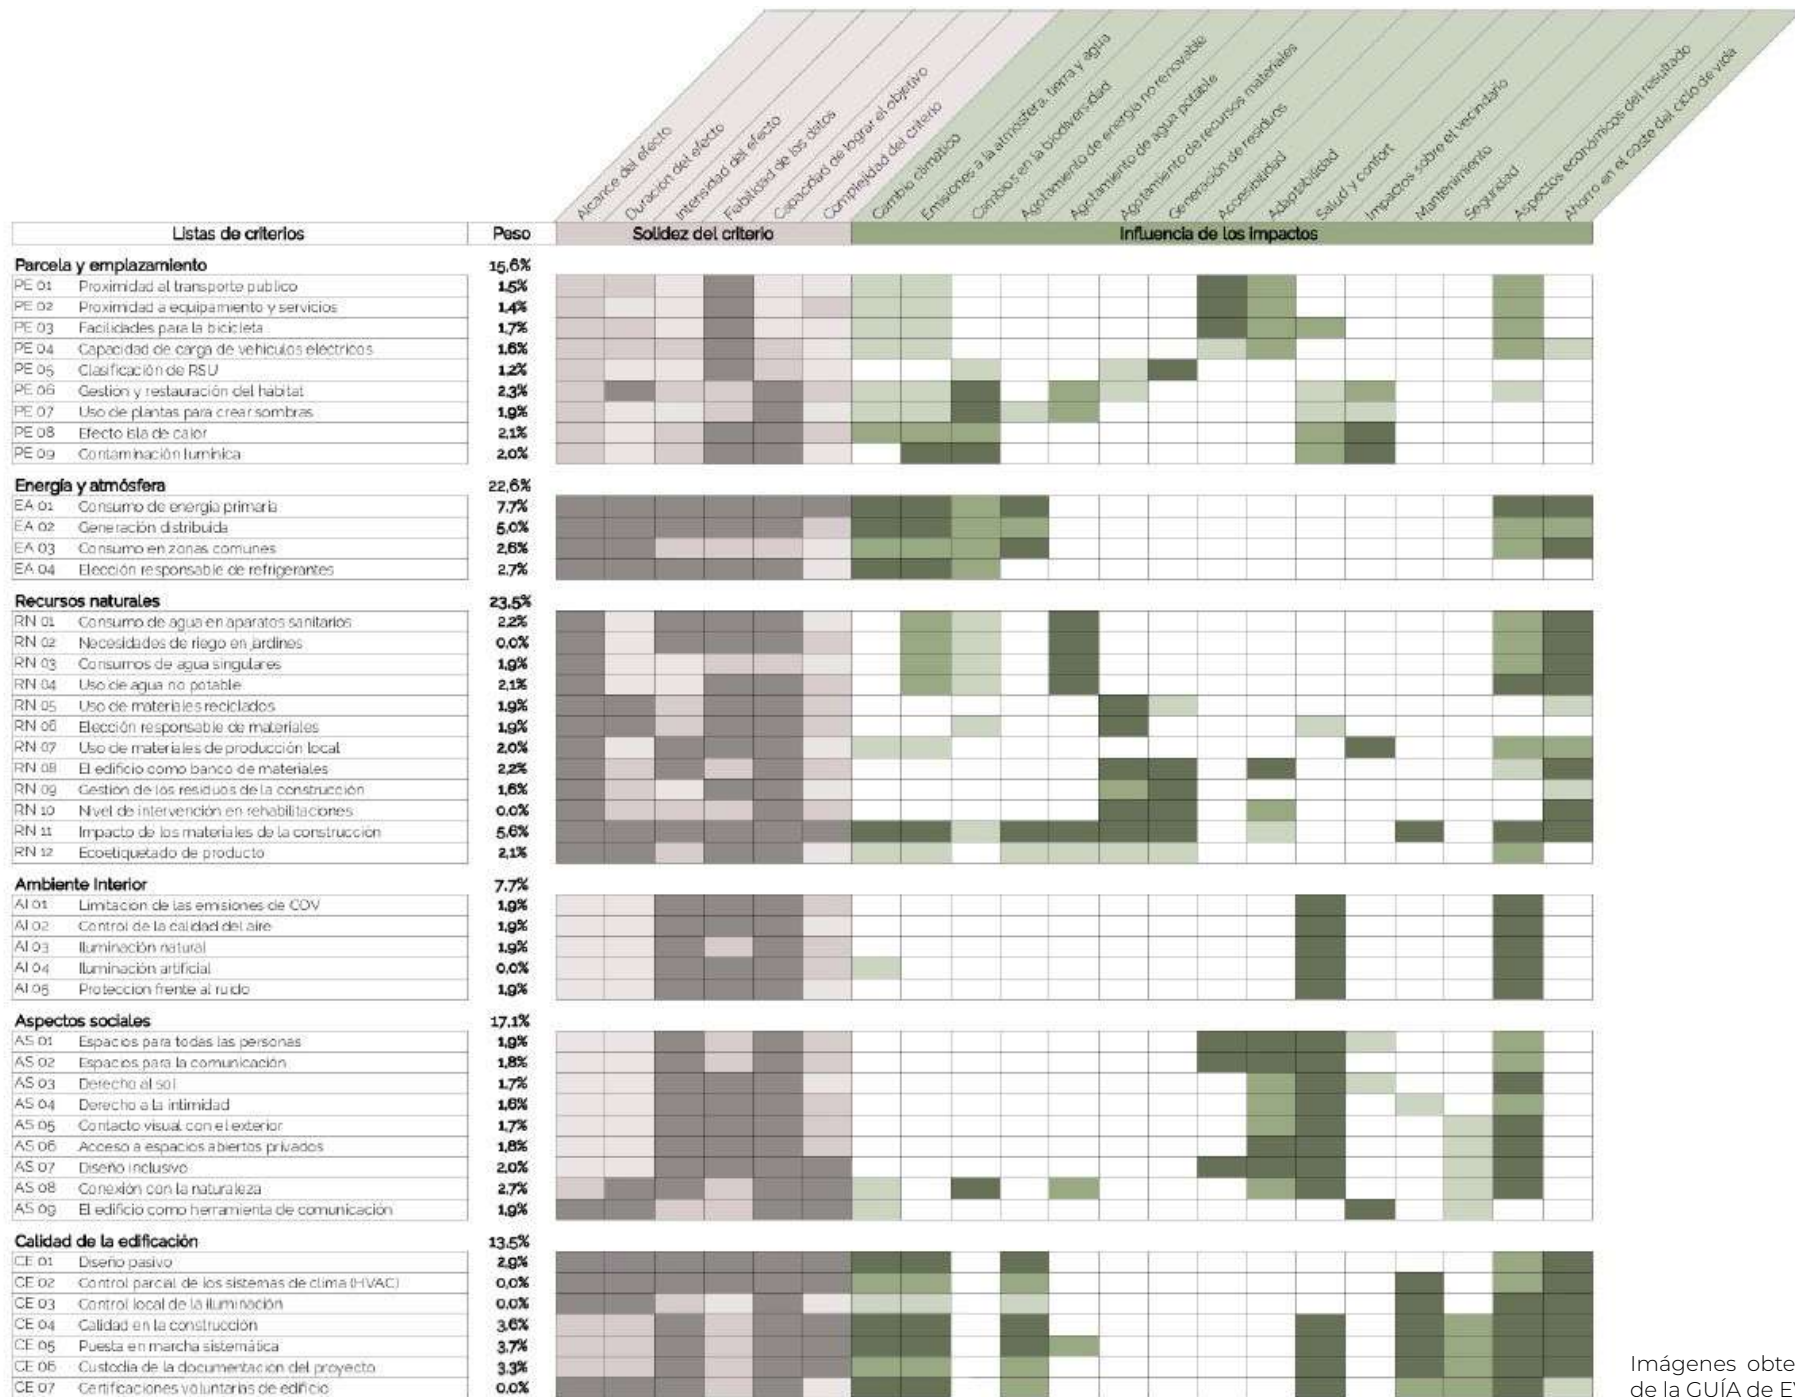 Alcance del efecto
Duración del efecto
Intensidad del efecto
Fiabilidad de los datos
Capacidad de lograr el objetivo
Complejidad del criterio
Cambio climático
Emisiones a la atmósfera, tierra y agua
Cambios en la biodiversidad
Agotamiento de energía no renovable
Agotamiento de agua potable
Agotamiento de recursos materiales
Generación de residuos
Accesibilidad
Adaptabilidad
Salud y confort
Impactos sobre el vecindario
Mantenimiento
Seguridad
Aspectos económicos del resultado
Ahorro en el coste del ciclo de vida
Listas de criterios Peso Solidez del criterio Influencia de los impactos
Parcela y emplazamiento 15,6%
PE 01 Proximidad al transporte publico 1,5%
PE 02 Proximidad a equipamiento y servicios 1,4%
PE 03 Facilidades para la bicicleta 1,7%
PE 04 Capacidad de carga de vehículos eléctricos 1,6%
PE 05 Clasificación de RSU 1,2%
PE 06 Gestión y restauración del hábitat 2,3%
PE 07 Uso de plantas para crear sombras 1,9%
PE 08 Efecto isla de calor 2,1%
PE 09 Contaminación lumínica 2,0%
Energía y atmósfera 22,6%
EA 01 Consumo de energía primaria 7,7%
EA 02 Generación distribuida 5,0%
EA 03 Consumo en zonas comunes 2,6%
EA 04 Elección responsable de refrigerantes 2,7%
Recursos naturales 23,5%
RN 01 Consumo de agua en aparatos sanitarios 2,2%
RN 02 Necesidades de riego en jardines 0,0%
RN 03 Consumos de agua singulares 1,9%
RN 04 Uso de agua no potable 2,1%
RN 05 Uso de materiales reciclados 1,9%
RN 06 Elección responsable de materiales 1,9%
RN 07 Uso de materiales de producción local 2,0%
RN 08 El edificio como banco de materiales 2,2%
RN 09 Gestión de los residuos de la construcción 1,6%
RN 10 Nivel de intervención en rehabilitaciones 0,0%
RN 11 Impacto de los materiales de la construcción 5,6%
RN 12 Ecoetiquetado de producto 2,1%
Ambiente Interior 7,7%
AI 01 Limitación de las emisiones de COV 1,9%
AI 02 Control de la calidad del aire 1,9%
AI 03 Iluminación natural 1,9%
AI 04 Iluminación artificial 0,0%
AI 05 Protección frente al ruido 1,9%
Aspectos sociales 17,1%
AS 01 Espacios para todas las personas 1,9%
AS 02 Espacios para la comunicación 1,8%
AS 03 Derecho al sol 1,7%
AS 04 Derecho a la intimidad 1,6%
AS 05 Contacto visual con el exterior 1,7%
AS 06 Acceso a espacios abiertos privados 1,8%
AS 07 Diseño inclusivo 2,0%
AS 08 Conexión con la naturaleza 2,7%
AS 09 El edificio como herramienta de comunicación 1,9%
Calidad de la edificación 13,5%
CE 01 Diseño pasivo 2,9%
CE 02 Control parcial de los sistemas de clima (HVAC) 0,0%
CE 03 Control local de la iluminación 0,0%
CE 04 Calidad en la construcción 3,6%
CE 05 Puesta en marcha sistemática 3,7%
CE 06 Custodia de la documentación del proyecto 3,3%
CE 07 Certificaciones voluntarias de edificio 0,0%
Imágenes obte
de la GUÍA de E